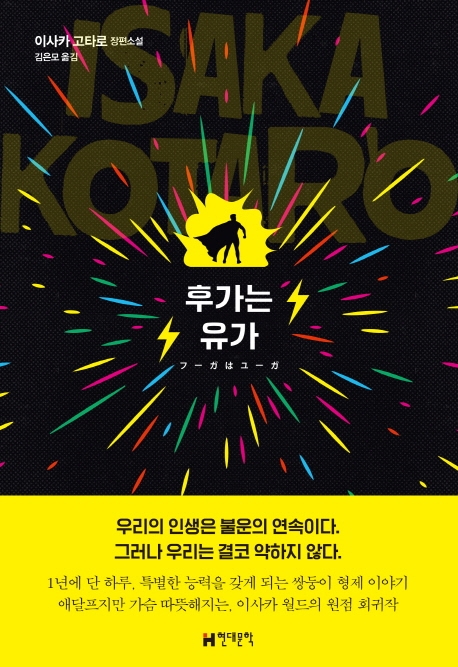 ISAKA
KOTARO
이사카 고타로 장편소설
김은모 옮김
후가는
유가
フーガはユーガ
우리의 인생은 불운의 연속이다.
그러나 우리는 결코 약하지 않다.
1년에 단 하루, 특별한 능력을 갖게 되는 쌍둥이 형제 이야기
애달프지만 가슴 따뜻해지는, 이사카 월드의 원점 회귀작
현대문학